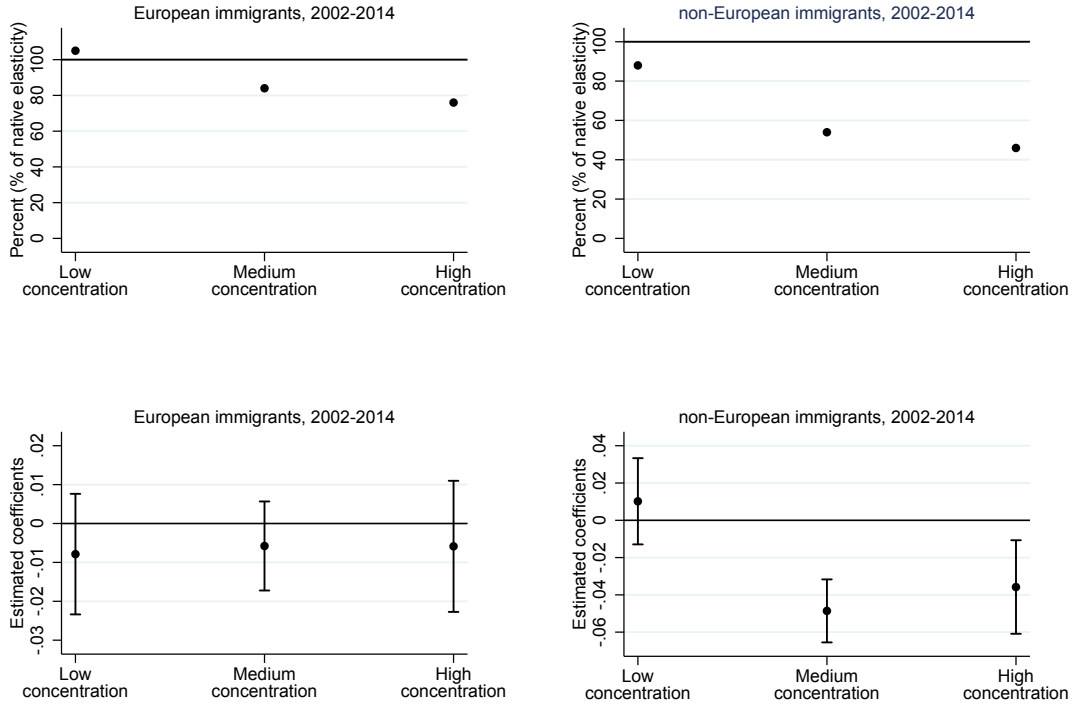 European immigrants, 2002-2014
Percent (% of native elasticity)
100
80
60
40
20
0
Low
concentration
Medium
concentration
High
concentration
non-European immigrants, 2002-2014
Percent (% of native elasticity)
100
80
60
40
20
0
Low
concentration
Medium
concentration
High
concentration
European immigrants, 2002-2014
Estimated coefficients
.02
.01
0
-.01
-.02
-.03
Low
concentration
Medium
concentration
High
concentration
non-European immigrants, 2002-2014
Estimated coefficients
.04
.02
0
-.02
-.04
-.06
Low
concentration
Medium
concentration
High
concentration